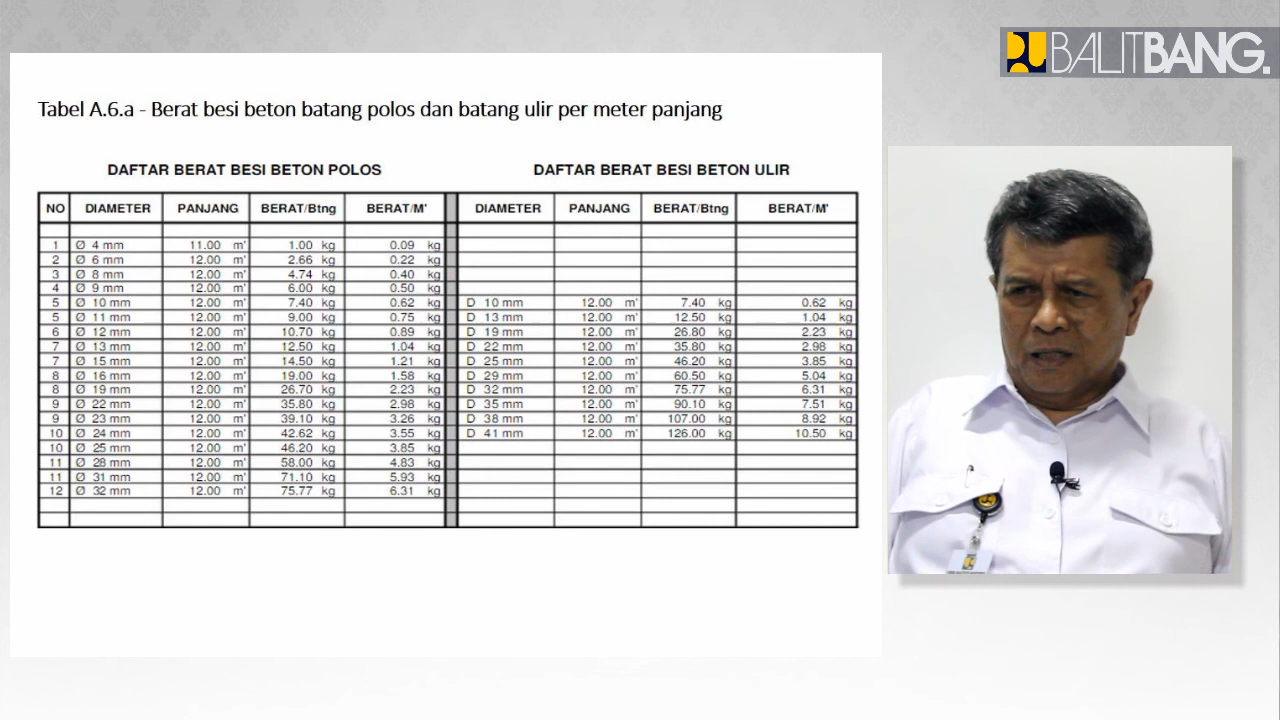 BALITBANG.
Tabel A.6.a - Berat besi beton batang polos dan batang ulir per meter panjang
DAFTAR BERAT BESI BETON POLOS DAFTAR BERAT BESI BETON ULIR
NO DIAMETER PANJANG BERAT/Btng BERAT/M' DIAMETER PANJANG BERAT/Btng BERAT/M'
1 Ø 4 mm 11.00 m' 1.00 kg 0.09 kg
2 Ø 6 mm 12.00 m' 2.66 kg 0.22 kg
3 Ø 8 mm 12.00 m' 4.74 kg 0.40 kg
4 Ø 9 mm 12.00 m' 6.00 kg 0.50 kg
5 Ø 10 mm 12.00 m' 7.40 kg 0.62 kg D 10 mm 12.00 m' 7.40 kg 0.62 kg
5 Ø 11 mm 12.00 m' 9.00 kg 0.75 kg D 13 mm 12.00 m' 12.50 kg 1.04 kg
6 Ø 12 mm 12.00 m' 10.70 kg 0.89 kg D 19 mm 12.00 m' 26.80 kg 2.23 kg
7 Ø 13 mm 12.00 m' 12.50 kg 1.04 kg D 22 mm 12.00 m' 35.80 kg 2.98 kg
7 Ø 15 mm 12.00 m' 14.50 kg 1.21 kg D 25 mm 12.00 m' 46.20 kg 3.85 kg
8 Ø 16 mm 12.00 m' 19.00 kg 1.58 kg D 29 mm 12.00 m' 60.50 kg 5.04 kg
8 Ø 19 mm 12.00 m' 26.70 kg 2.23 kg D 32 mm 12.00 m' 75.77 kg 6.31 kg
9 Ø 22 mm 12.00 m' 35.80 kg 2.98 kg D 35 mm 12.00 m' 90.10 kg 7.51 kg
9 Ø 23 mm 12.00 m' 39.10 kg 3.26 kg D 38 mm 12.00 m' 107.00 kg 8.92 kg
10 Ø 24 mm 12.00 m' 42.62 kg 3.55 kg D 41 mm 12.00 m' 126.00 kg 10.50 kg
10 Ø 25 mm 12.00 m' 46.20 kg 3.85 kg
11 Ø 28 mm 12.00 m' 58.00 kg 4.83 kg
11 Ø 31 mm 12.00 m' 71.10 kg 5.93 kg
12 Ø 32 mm 12.00 m' 75.77 kg 6.31 kg